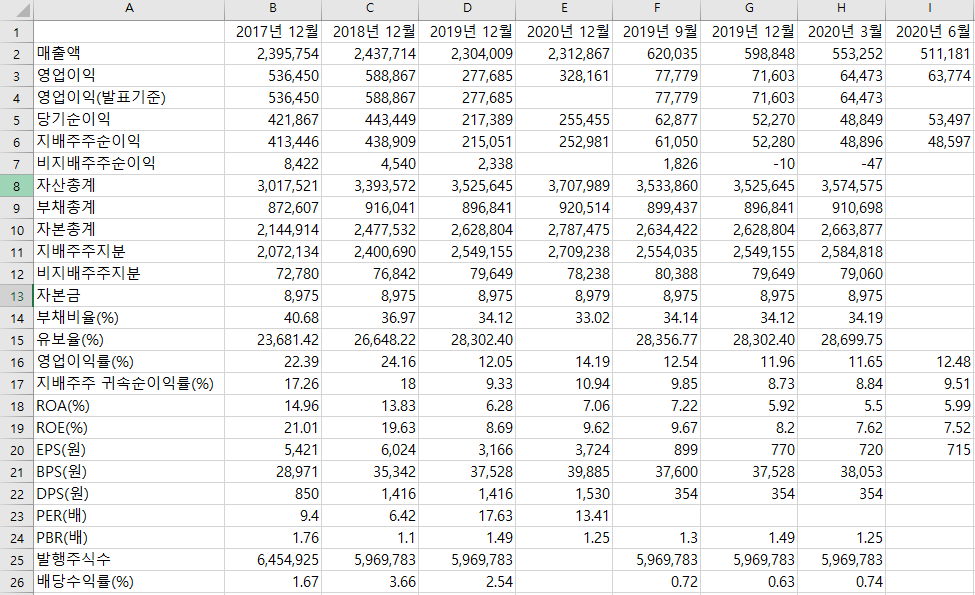 A B C D E F G H I
1 2017년 12월 2018년 12월 2019년 12월 2020년 12월 2019년 9월 2019년 12월 2020년 3월 2020년 6월
2 매출액 2,395,754 2,437,714 2,304,009 2,312,867 620,035 598,848 553,252 511,181
3 영업이익 536,450 588,867 277,685 328,161 77,779 71,603 64,473 63,774
4 영업이익(발표기준) 536,450 588,867 277,685 77,779 71,603 64,473
5 당기순이익 421,867 443,449 217,389 255,455 62,877 52,270 48,849 53,497
6 지배주주순이익 413,446 438,909 215,051 252,981 61,050 52,280 48,896 48,597
7 비지배주주순이익 8,422 4,540 2,338 1,826 -10 -47
8 자산총계 3,017,521 3,393,572 3,525,645 3,707,989 3,533,860 3,525,645 3,574,575
9 부채총계 872,607 916,041 896,841 920,514 899,437 896,841 910,698
10 자본총계 2,144,914 2,477,532 2,628,804 2,787,475 2,634,422 2,628,804 2,663,877
11 지배주주지분 2,072,134 2,400,690 2,549,155 2,709,238 2,554,035 2,549,155 2,584,818
12 비지배주주지분 72,780 76,842 79,649 78,238 80,388 79,649 79,060
13 자본금 8,975 8,975 8,975 8,979 8,975 8,975 8,975
14 부채비율(%) 40.68 36.97 34.12 33.02 34.14 34.12 34.19
15 유보율(%) 23,681.42 26,648.22 28,302.40 28,356.77 28,302.40 28,699.75
16 영업이익률(%) 22.39 24.16 12.05 14.19 12.54 11.96 11.65 12.48
17 지배주주 귀속순이익률(%) 17.26 18 9.33 10.94 9.85 8.73 8.84 9.51
18 ROA(%) 14.96 13.83 6.28 7.06 7.22 5.92 5.5 5.99
19 ROE(%) 21.01 19.63 8.69 9.62 9.67 8.2 7.62 7.52
20 EPS(원) 5,421 6,024 3,166 3,724 899 770 720 715
21 BPS(원) 28,971 35,342 37,528 39,885 37,600 37,528 38,053
22 DPS(원) 850 1,416 1,416 1,530 354 354 354
23 PER(배) 9.4 6.42 17.63 13.41
24 PBR(배) 1.76 1.1 1.49 1.25 1.3 1.49 1.25
25 발행주식수 6,454,925 5,969,783 5,969,783 5,969,783 5,969,783 5,969,783
26 배당수익률(%) 1.67 3.66 2.54 0.72 0.63 0.74